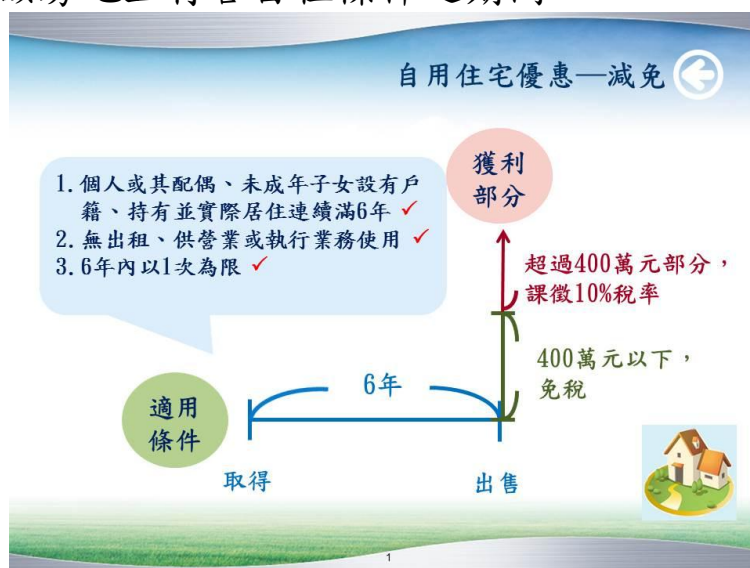 自用住宅優惠—減免
1. 個人或其配偶、未成年子女設有戶
籍、持有並實際居住連續滿6年 ✓
2. 無出租、供營業或執行業務使用 ✓
3. 6年內以1次為限 ✓
獲利
部分
超過400萬元部分，
課徵10%稅率
400萬元以下，
免稅
6年
適用
條件
取得
出售
1